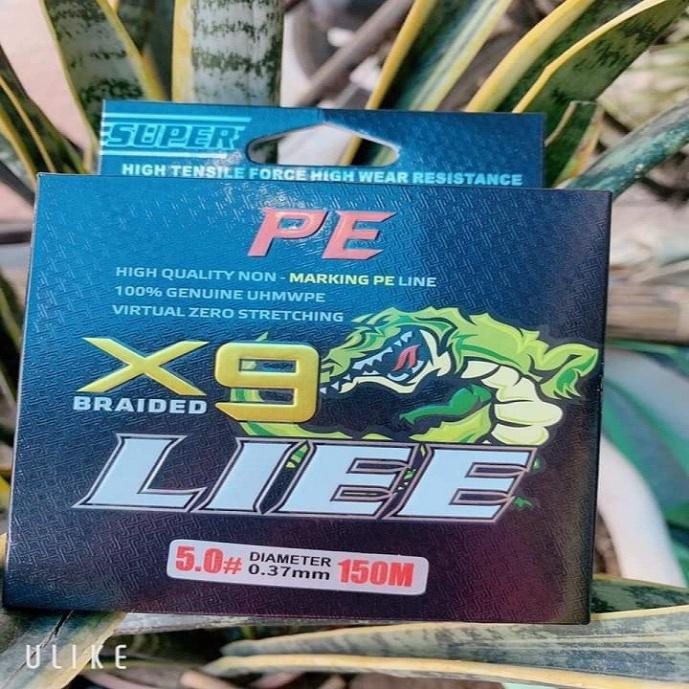 SUPER
HIGH TENSILE FORCE HIGH WEAR RESISTANCE
PE
HIGH QUALITY NON - MARKING PE LINE
100% GENUINE UHMWPE
VIRTUAL ZERO STRETCHING
X9
BRAIDED
LIEE
5.0# DIAMETER 0.37mm 150M
ULIKE